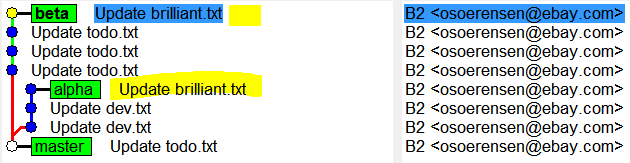 beta Update brilliant.txt B2 <osoerensen@ebay.com>
Update todo.txt B2 <osoerensen@ebay.com>
Update todo.txt B2 <osoerensen@ebay.com>
Update todo.txt B2 <osoerensen@ebay.com>
alpha Update brilliant.txt B2 <osoerensen@ebay.com>
Update dev.txt B2 <osoerensen@ebay.com>
Update dev.txt B2 <osoerensen@ebay.com>
master Update todo.txt B2 <osoerensen@ebay.com>